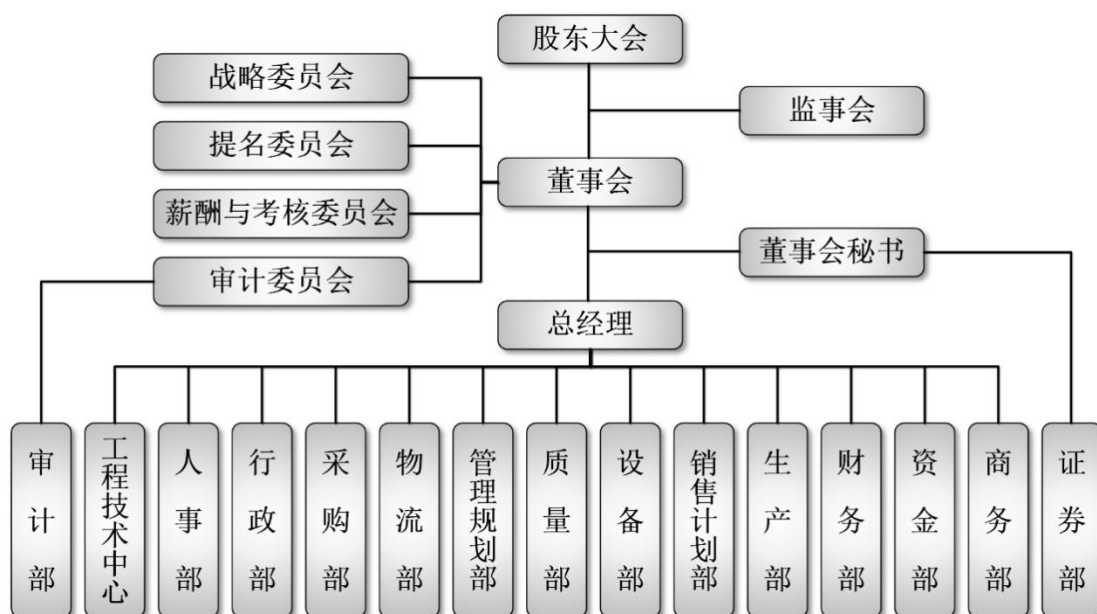 股东大会
战略委员会
监事会
提名委员会
董事会
薪酬与考核委员会
董事会秘书
审计委员会
总经理
审计部
工程技术中心
人事部
行政部
采购部
物流部
管理规划部
质量部
设备部
销售计划部
生产部
财务部
资金部
商务部
证券部